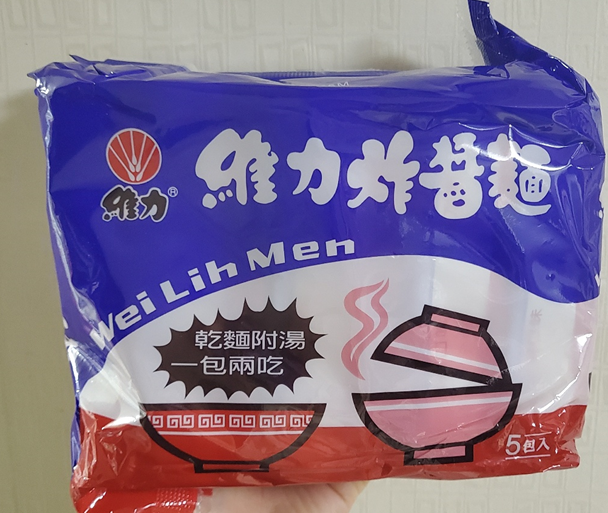 維力炸醬麵
維力®
Wei Lih Men
乾麵附湯
一包兩吃
5包入